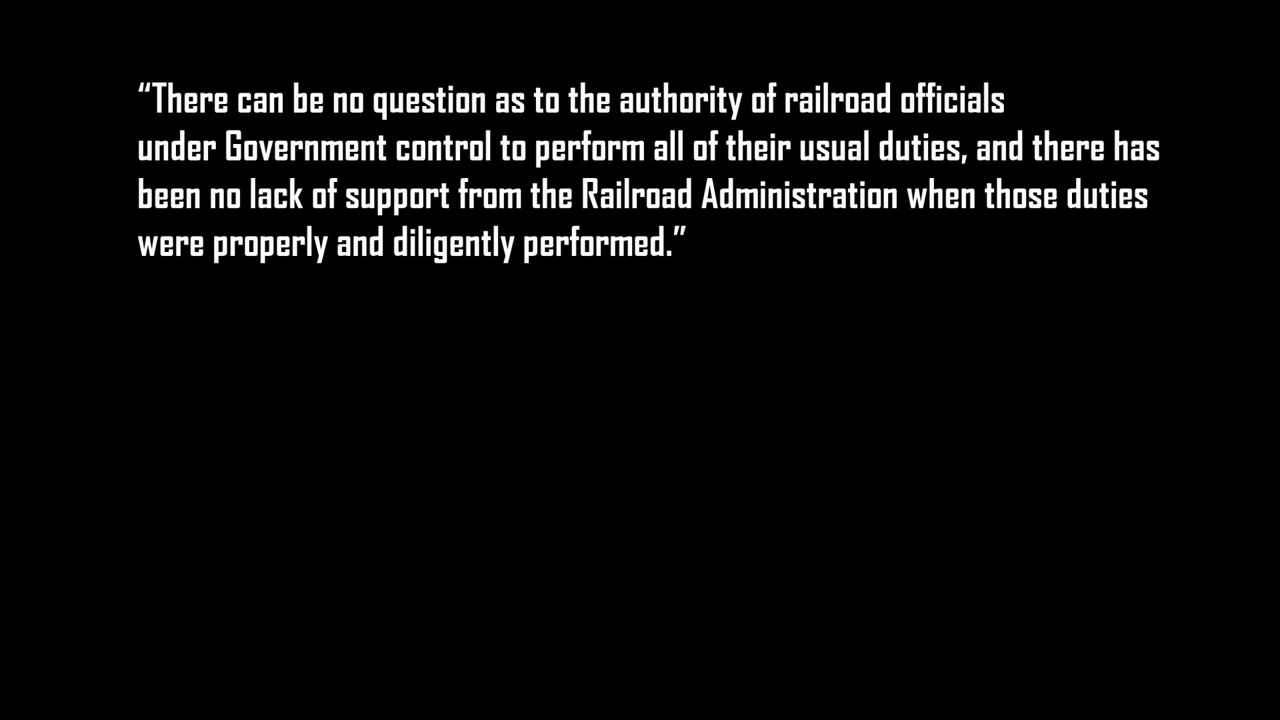 “There can be no question as to the authority of railroad officials
under Government control to perform all of their usual duties, and there has
been no lack of support from the Railroad Administration when those duties
were properly and diligently performed.”